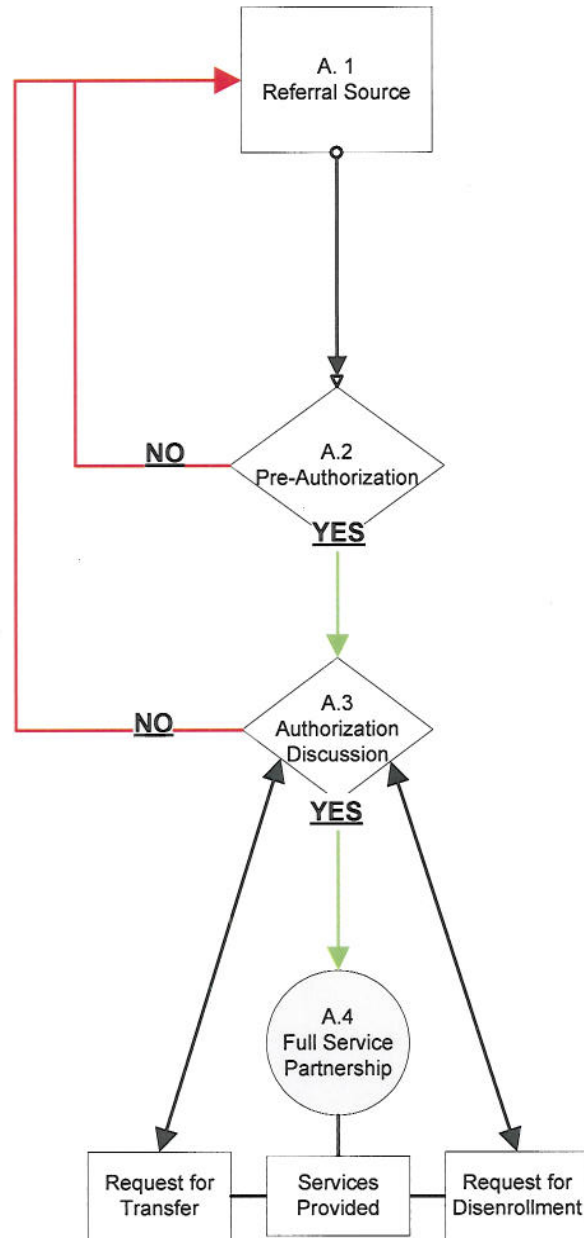 A. 1
Referral Source
NO
A.2
Pre-Authorization
YES
NO
A.3
Authorization
Discussion
YES
A.4
Full Service
Partnership
Request for
Transfer
Services
Provided
Request for
Disenrollment